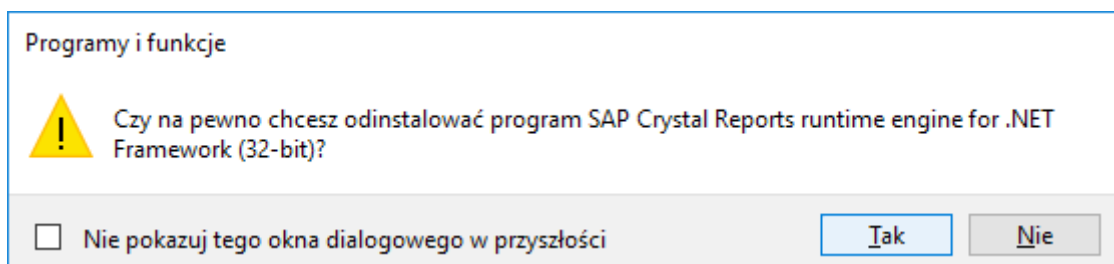 Programy i funkcje
Czy na pewno chcesz odinstalować program SAP Crystal Reports runtime engine for .NET
Framework (32-bit)?
Nie pokazuj tego okna dialogowego w przyszłości
Tak
Nie